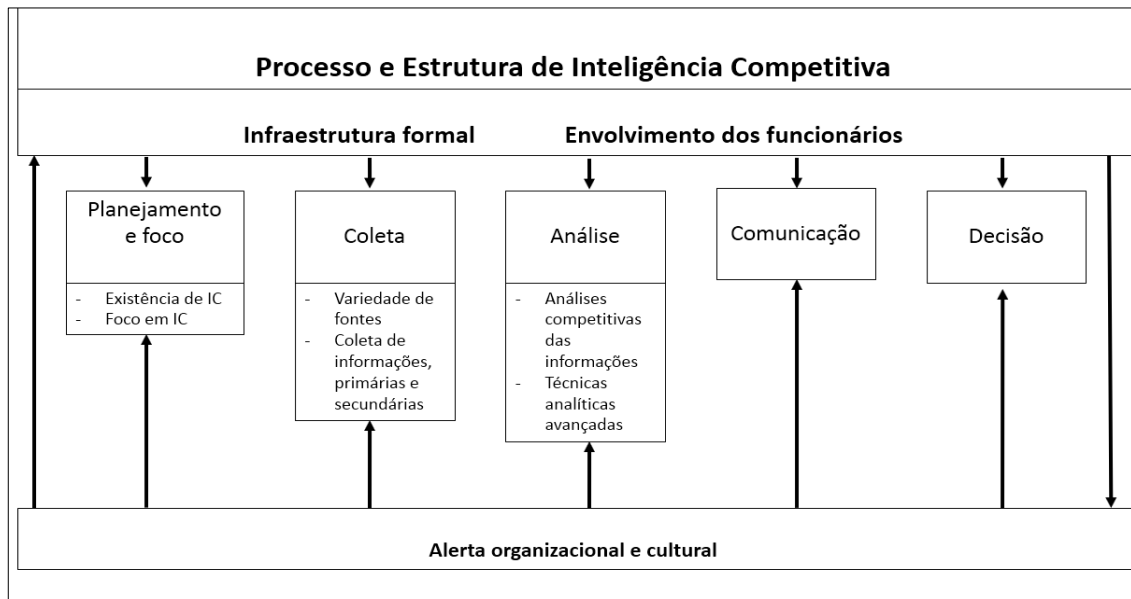 Processo e Estrutura de Inteligência Competitiva
Infraestrutura formal
Envolvimento dos funcionários
Planejamento
e foco
- Existência de IC
- Foco em IC
Coleta
- Variedade de
fontes
- Coleta de
informações,
primárias e
secundárias
Análise
- Análises
competitivas
das
informações
- Técnicas
analíticas
avançadas
Comunicação
Decisão
Alerta organizacional e cultural